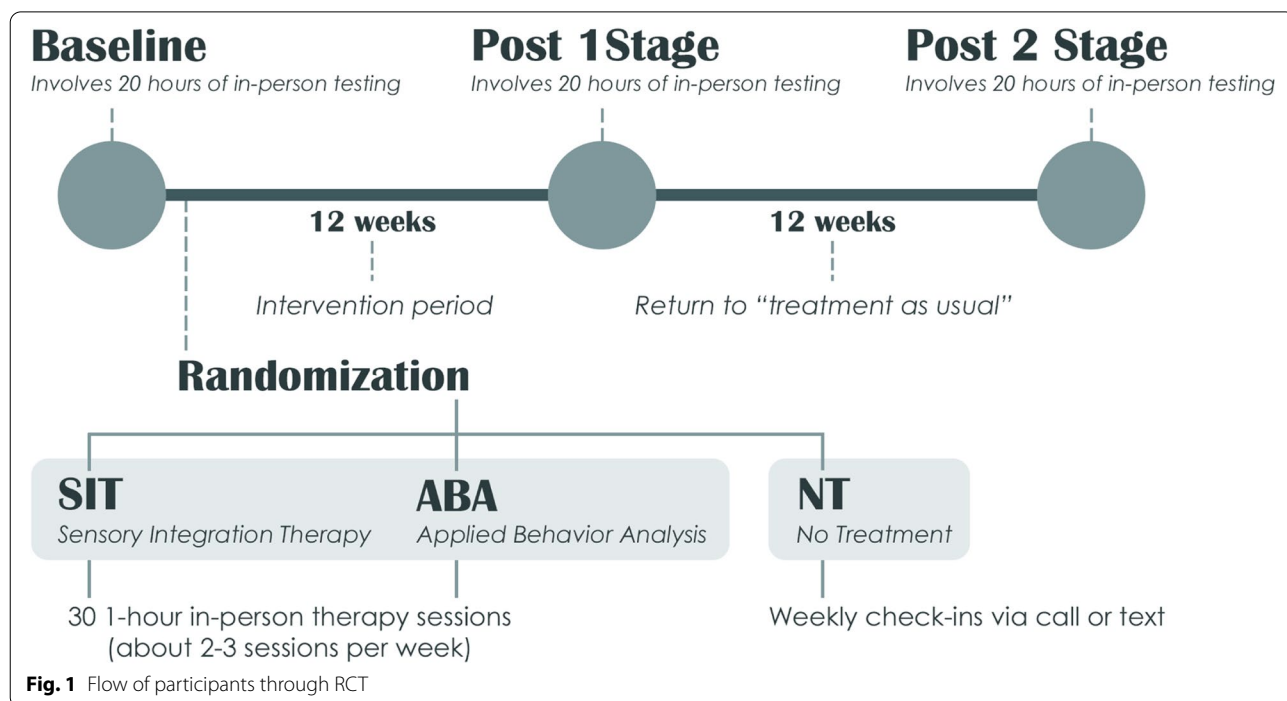 Baseline
Involves 20 hours of in-person testing
Post 1Stage
Involves 20 hours of in-person testing
Post 2 Stage
Involves 20 hours of in-person testing
12 weeks
12 weeks
Intervention period
Return to “treatment as usual”
Randomization
SIT
Sensory Integration Therapy
ABA
Applied Behavior Analysis
NT
No Treatment
30 1-hour in-person therapy sessions
(about 2-3 sessions per week)
Weekly check-ins via call or text
Fig. 1 Flow of participants through RCT